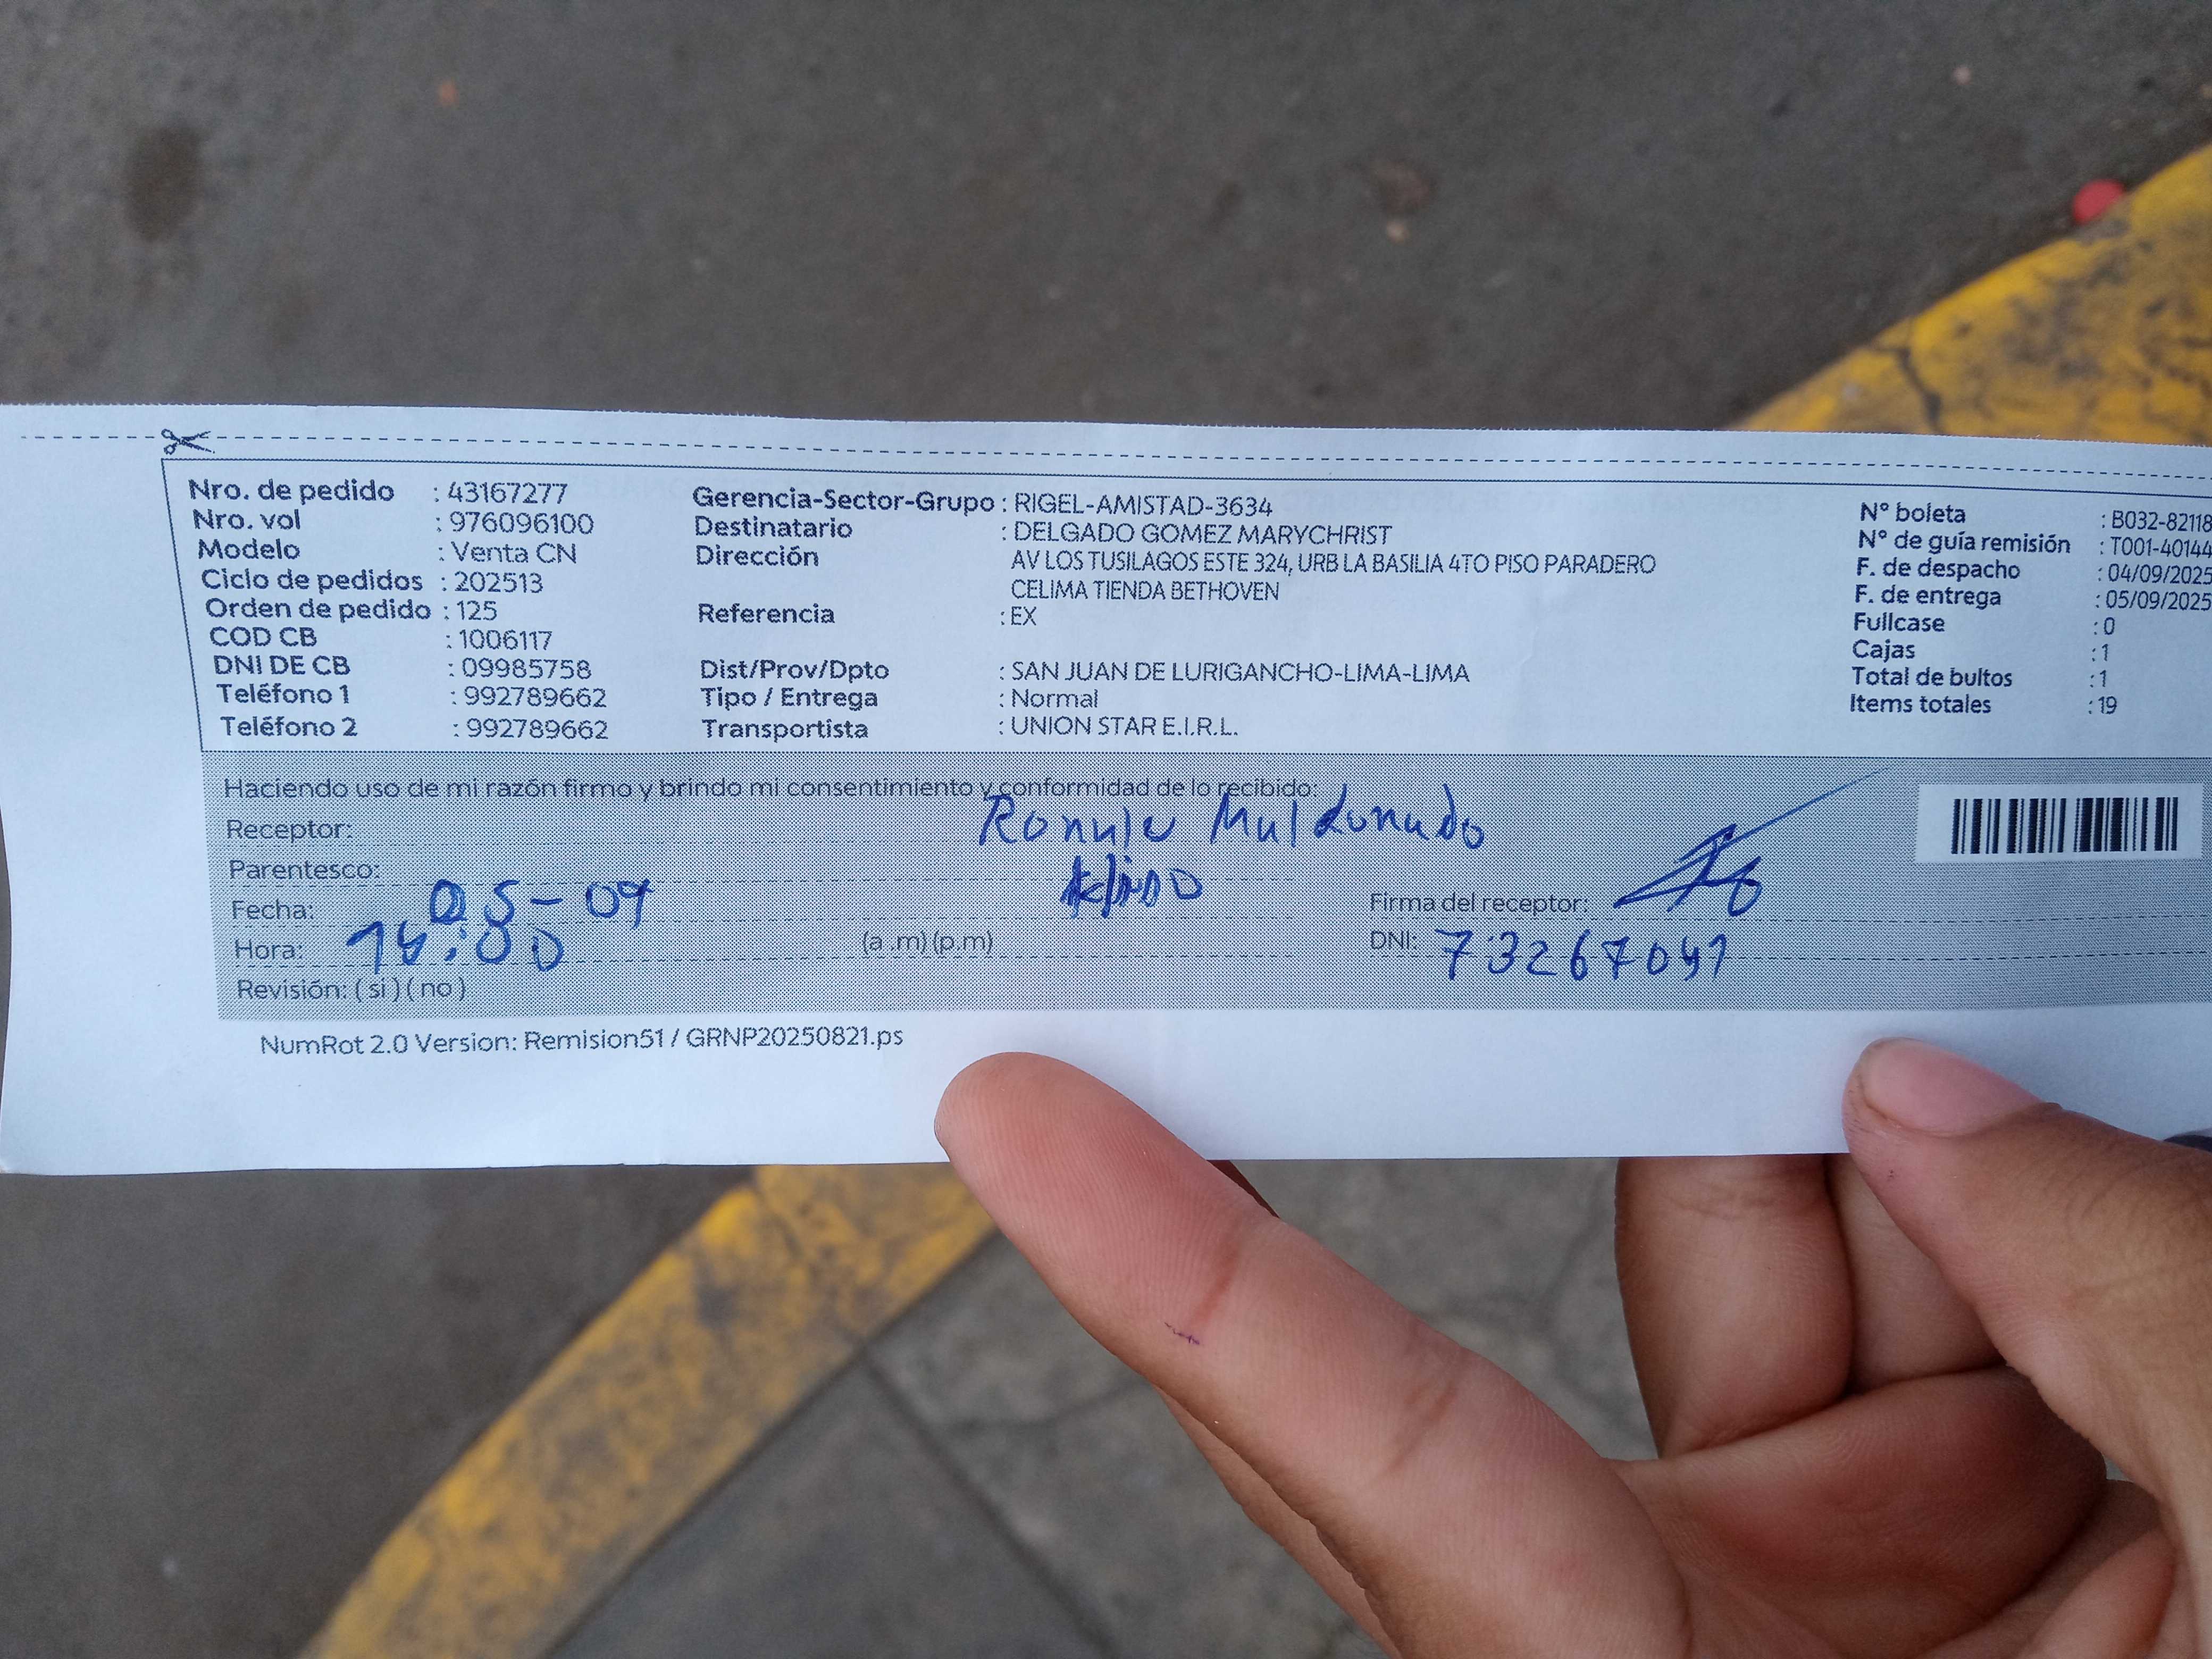 Nro. de pedido : 43167277
Nro. vol : 976096100
Modelo : Venta CN
Ciclo de pedidos : 202513
Orden de pedido : 125
COD CB : 1006117
DNI DE CB : 09985758
Teléfono 1 : 992789662
Teléfono 2 : 992789662
Gerencia-Sector-Grupo : RIGEL-AMISTAD-3634
Destinatario : DELGADO GOMEZ MARYCHRIST
Dirección AV LOS TUSILAGOS ESTE 324, URB LA BASILIA 4TO PISO PARADERO
CELIMA TIENDA BETHOVEN
Referencia : EX
Dist/Prov/Dpto : SAN JUAN DE LURIGANCHO-LIMA-LIMA
Tipo / Entrega : Normal
Transportista : UNION STAR E.I.R.L.
N° boleta : B032-82118
N° de guía remisión : T001-40144
F. de despacho : 04/09/2025
F. de entrega : 05/09/2025
Fullcase : 0
Cajas : 1
Total de bultos : 1
Items totales : 19
Haciendo uso de mi razón firmo y brindo mi consentimiento y conformidad de lo recibido:
Receptor: Maldonado
Parentesco:
Fecha: 05-09
Hora: :00 (a .m) (p.m)
Revisión: ( si ) ( no )
Firma del receptor:
DNI: 73267041
NumRot 2.0 Version: Remision51 / GRNP20250821.ps